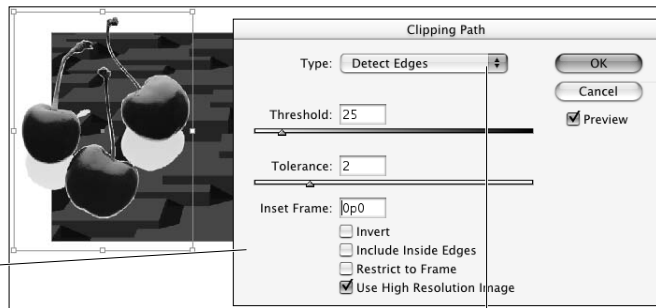 Clipping Path
Type: Detect Edges
OK
Cancel
Preview
Threshold: 25
Tolerance: 2
Inset Frame: 0p0
Invert
Include Inside Edges
Restrict to Frame
Use High Resolution Image